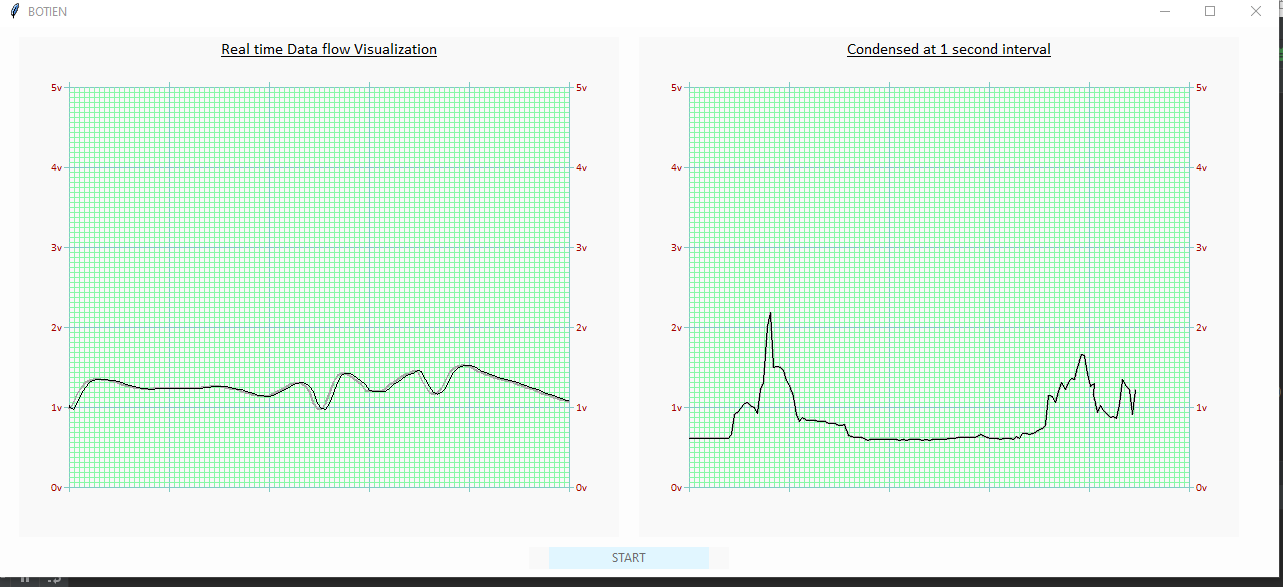 BOTIEN
Real time Data flow Visualization
5v 5v
4v 4v
3v 3v
2v 2v
1v 1v
0v 0v
Condensed at 1 second interval
5v 5v
4v 4v
3v 3v
2v 2v
1v 1v
0v 0v
START